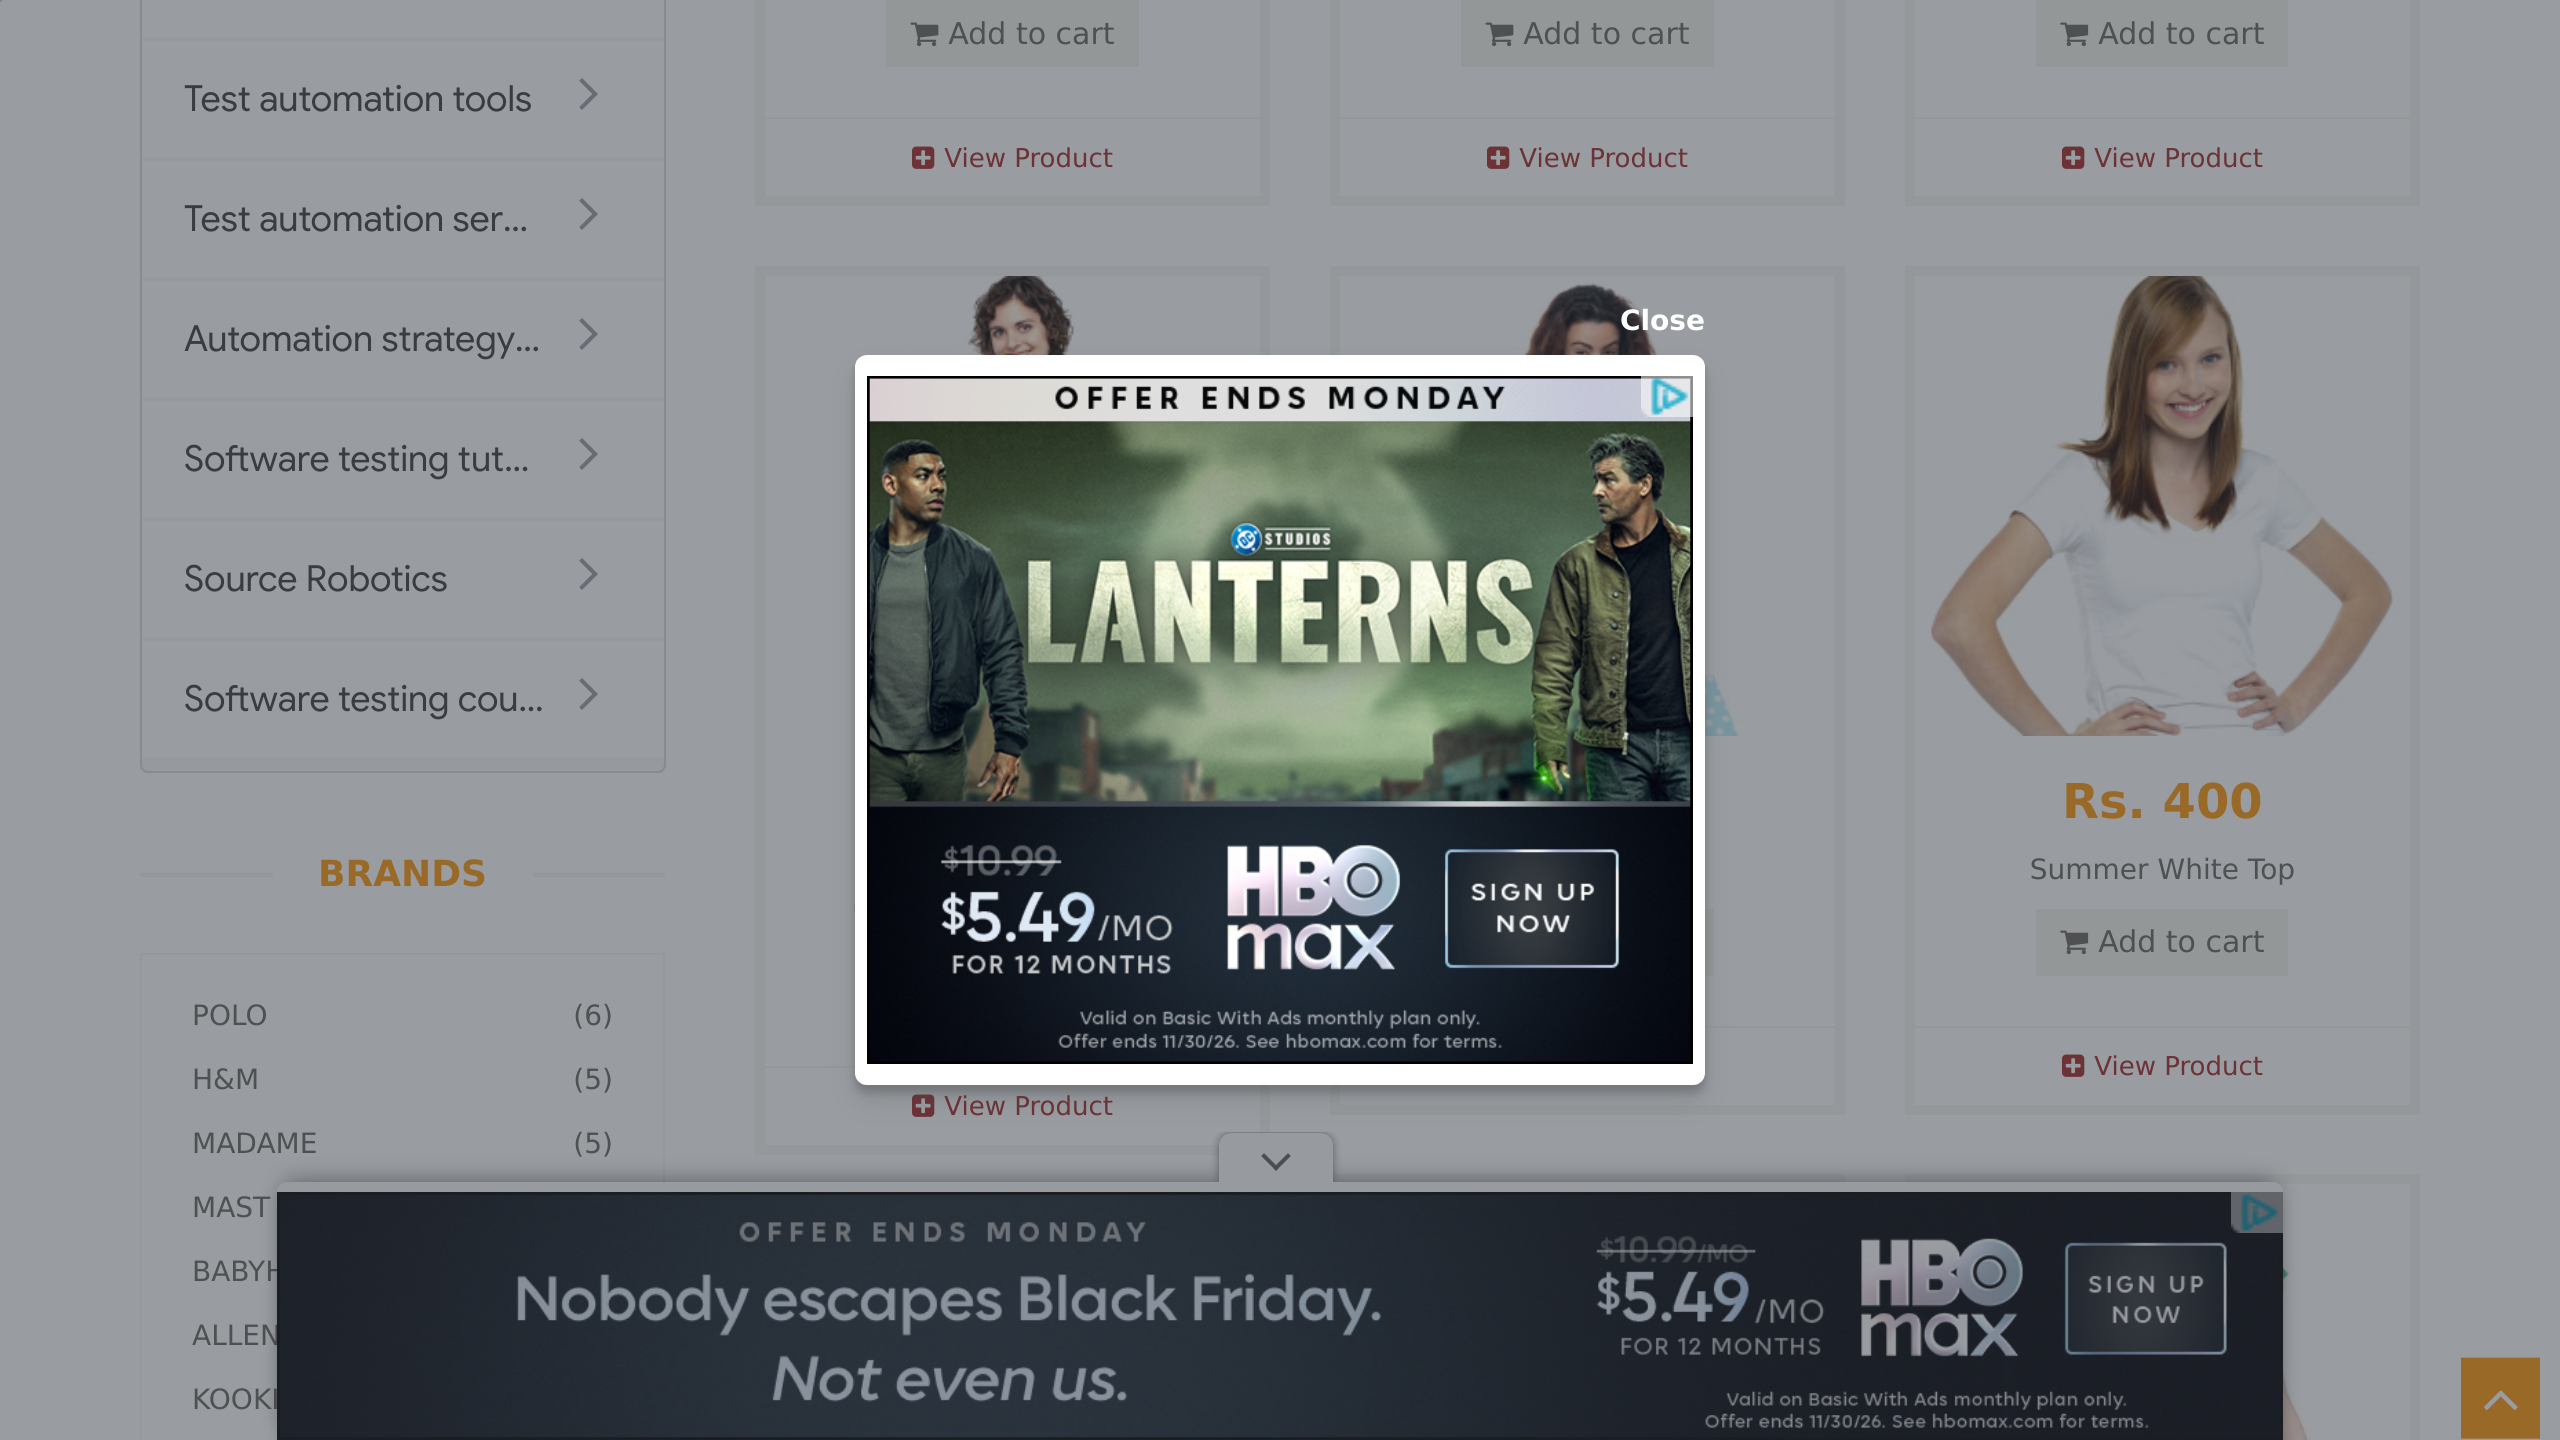 Add to cart
Add to cart
Add to cart
View Product
View Product
View Product
Test automation tools
Test automation ser...
Automation strategy...
Software testing tut...
Source Robotics
Software testing cou...
BRANDS
POLO (6)
H&M (5)
MADAME (5)
MAST
ALLEN
Close
OFFER ENDS MONDAY
DC STUDIOS
LANTERNS
$10.99
$5.49/MO
FOR 12 MONTHS
HBO
max
SIGN UP
NOW
Valid on Basic With Ads monthly plan only.
Offer ends 11/30/26. See hbomax.com for terms.
Rs. 400
Summer White Top
Add to cart
View Product
View Product
OFFER ENDS MONDAY
Nobody escapes Black Friday.
Not even us.
$10.99/MO
$5.49/MO
FOR 12 MONTHS
HBO
max
SIGN UP
NOW
Valid on Basic With Ads monthly plan only.
Offer ends 11/30/26. See hbomax.com for terms.